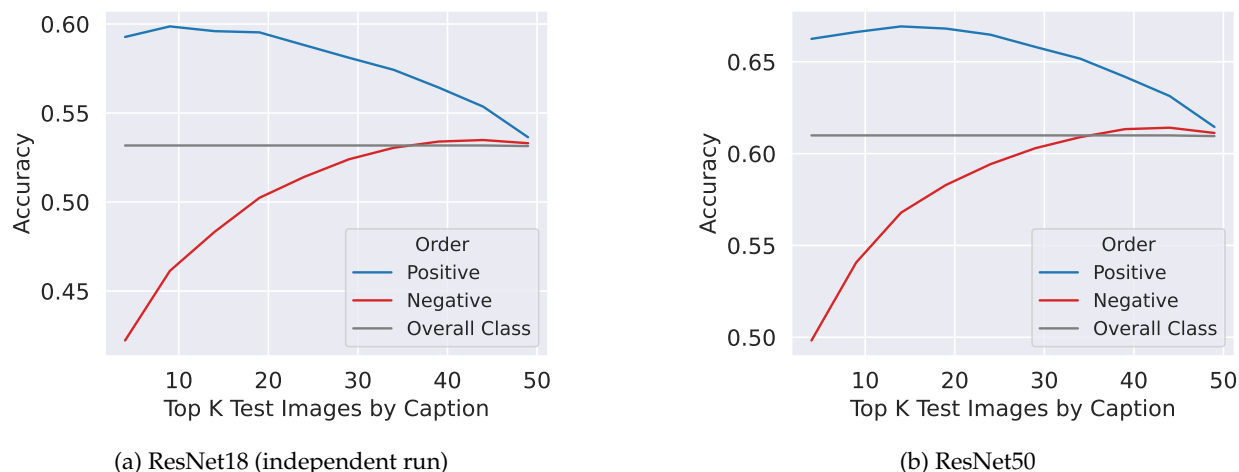 0.60
0.55
0.50
0.45
Accuracy
10 20 30 40 50
Top K Test Images by Caption
Order
Positive
Negative
Overall Class
(a) ResNet18 (independent run)
0.65
0.60
0.55
0.50
Accuracy
10 20 30 40 50
Top K Test Images by Caption
Order
Positive
Negative
Overall Class
(b) ResNet50